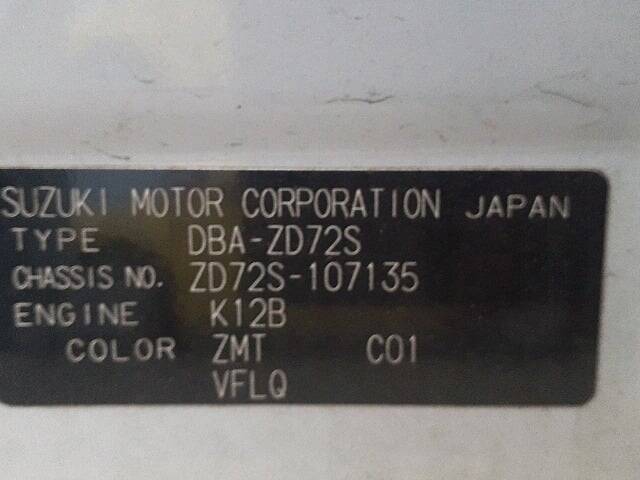 SUZUKI MOTOR CORPORATION JAPAN
TYPE DBA-ZD72S
CHASSIS NO. ZD72S-107135
ENGINE K12B
COLOR ZMT C01
VFLQ